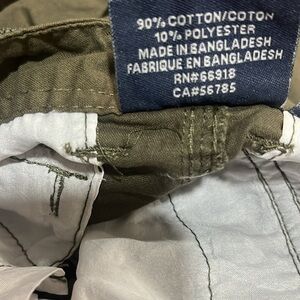 90% COTTON/COTON
10% POLYESTER
MADE IN BANGLADESH
FABRIQUE EN BANGLADESH
RN#66918
CA#56785